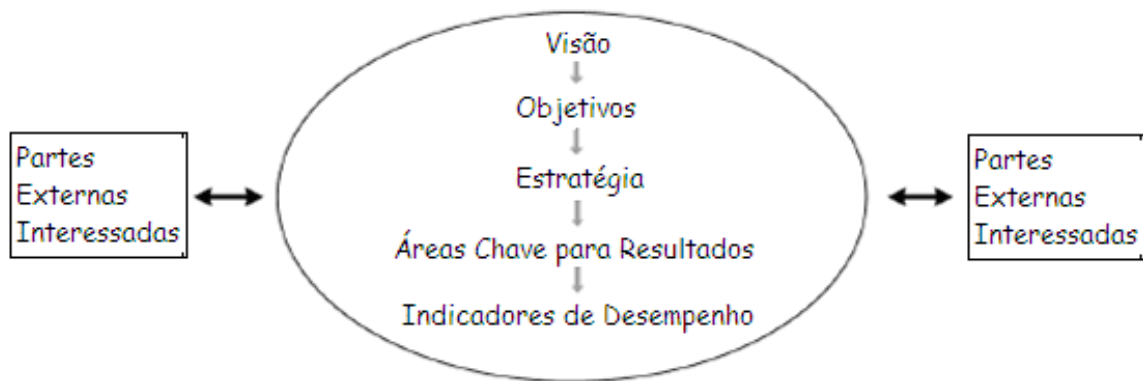 Visão
Objetivos
Estratégia
Áreas Chave para Resultados
Indicadores de Desempenho
Partes
Externas
Interessadas
Partes
Externas
Interessadas